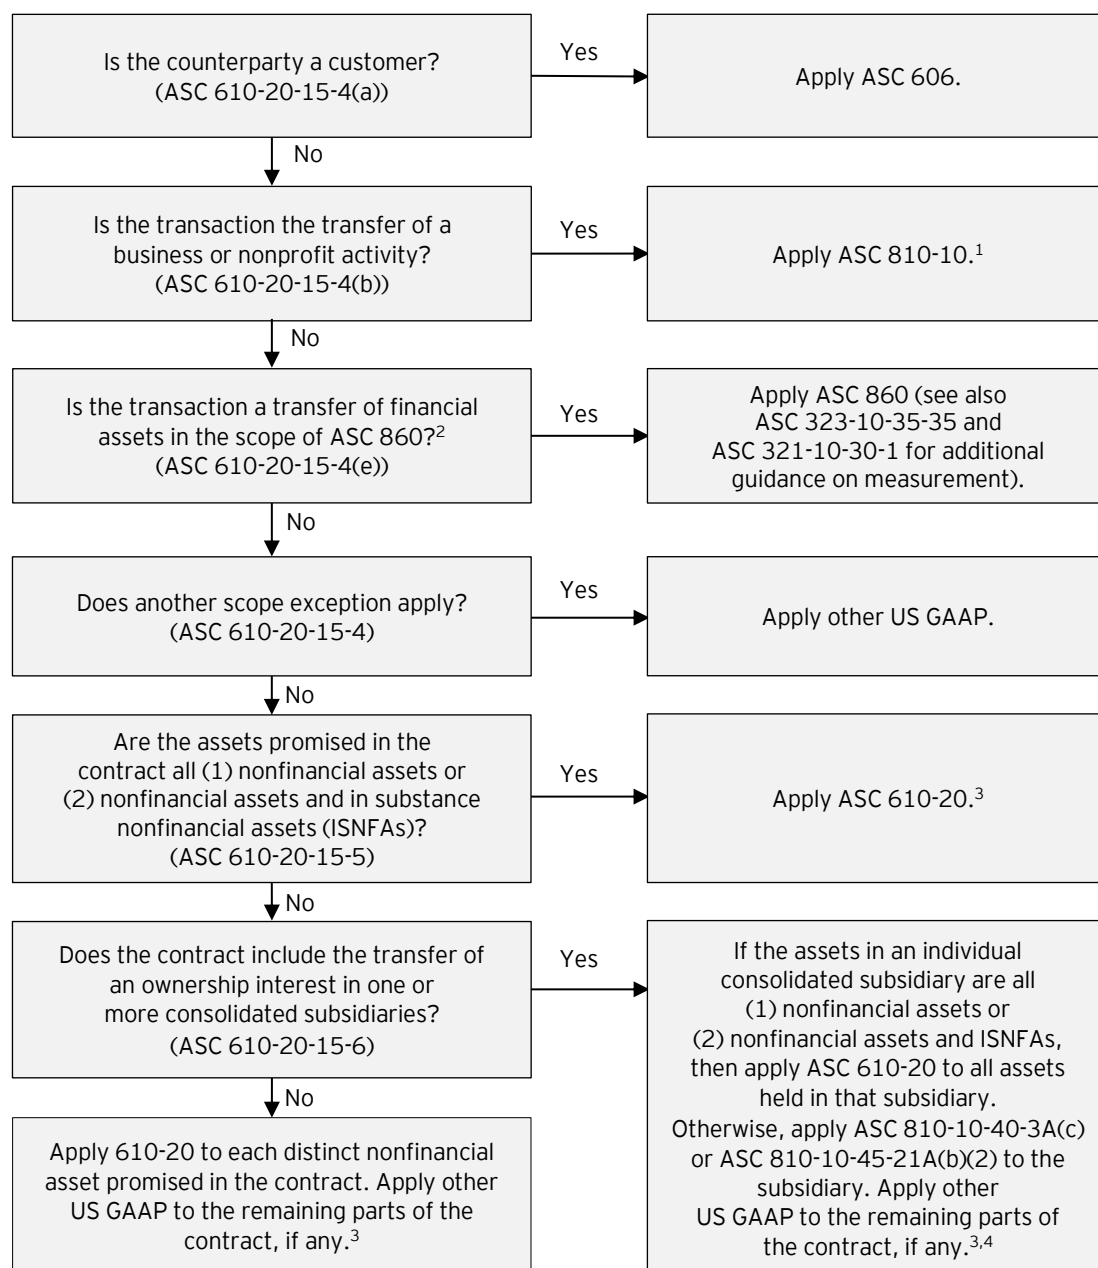 Is the counterparty a customer?
(ASC 610-20-15-4(a))
Yes
Apply ASC 606.
No
Is the transaction the transfer of a
business or nonprofit activity?
(ASC 610-20-15-4(b))
Yes
Apply ASC 810-10.1
No
Is the transaction a transfer of financial
assets in the scope of ASC 860?2
(ASC 610-20-15-4(e))
Yes
Apply ASC 860 (see also
ASC 323-10-35-35 and
ASC 321-10-30-1 for additional
guidance on measurement).
No
Does another scope exception apply?
(ASC 610-20-15-4)
Yes
Apply other US GAAP.
No
Are the assets promised in the
contract all (1) nonfinancial assets or
(2) nonfinancial assets and in substance
nonfinancial assets (ISNFAs)?
(ASC 610-20-15-5)
Yes
Apply ASC 610-20.3
No
Does the contract include the transfer of
an ownership interest in one or
more consolidated subsidiaries?
(ASC 610-20-15-6)
Yes
If the assets in an individual
consolidated subsidiary are all
(1) nonfinancial assets or
(2) nonfinancial assets and ISNFAs,
then apply ASC 610-20 to all assets
held in that subsidiary.
Otherwise, apply ASC 810-10-40-3A(c)
or ASC 810-10-45-21A(b)(2) to the
subsidiary. Apply other
US GAAP to the remaining parts of
the contract, if any.3,4
No
Apply 610-20 to each distinct nonfinancial
asset promised in the contract. Apply other
US GAAP to the remaining parts of the
contract, if any.3